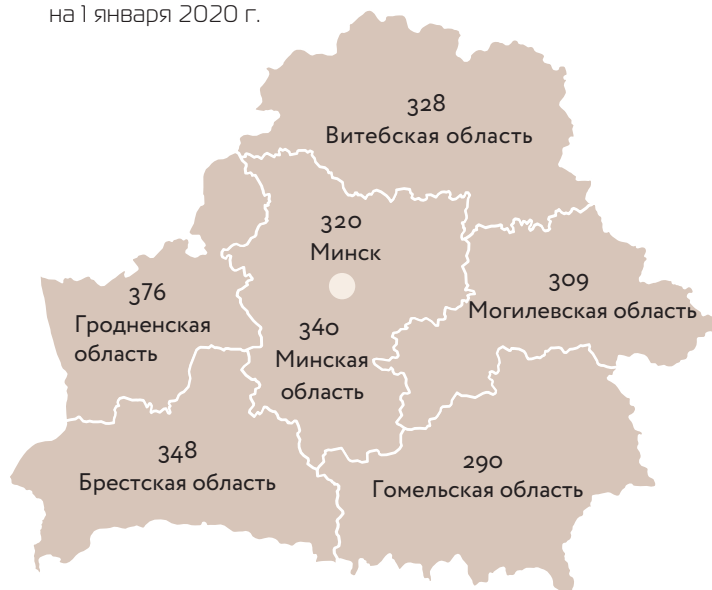 на 1 января 2020 г.
328
Витебская область
320
Минск
376
Гродненская
область
309
Могилевская область
340
Минская
область
348
Брестская область
290
Гомельская область